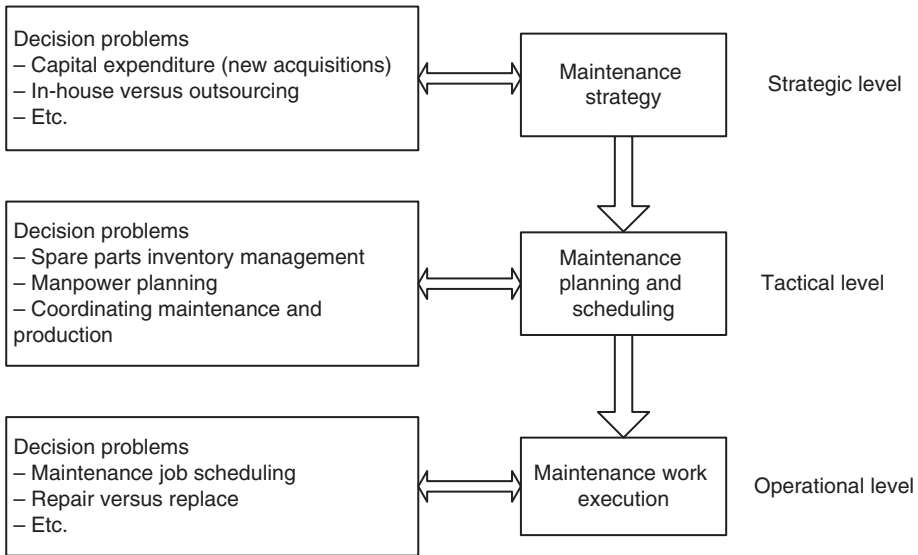 Decision problems
– Capital expenditure (new acquisitions)
– In-house versus outsourcing
– Etc.
Maintenance
strategy
Strategic level
Decision problems
– Spare parts inventory management
– Manpower planning
– Coordinating maintenance and
production
Maintenance
planning and
scheduling
Tactical level
Decision problems
– Maintenance job scheduling
– Repair versus replace
– Etc.
Maintenance work
execution
Operational level